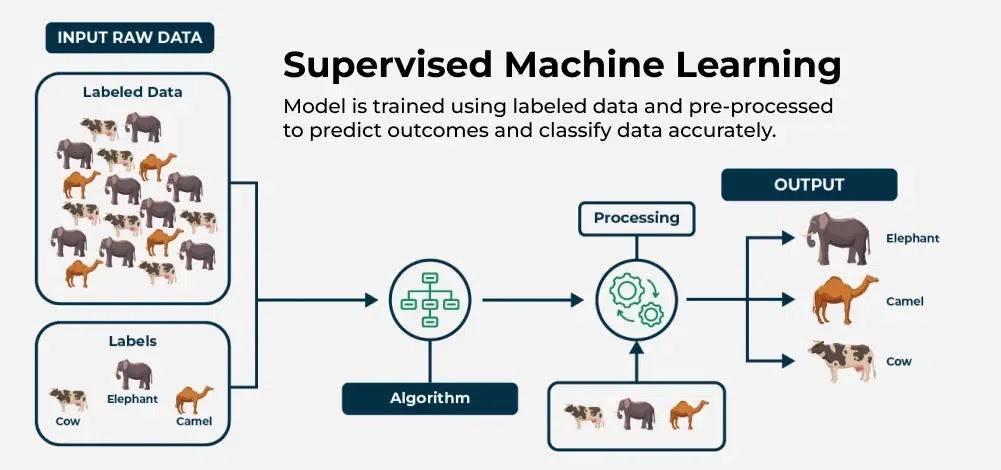 INPUT RAW DATA
Labeled Data
Supervised Machine Learning
Model is trained using labeled data and pre-processed
to predict outcomes and classify data accurately.
Labels
Elephant
Cow
Camel
Algorithm
Processing
OUTPUT
Elephant
Camel
Cow